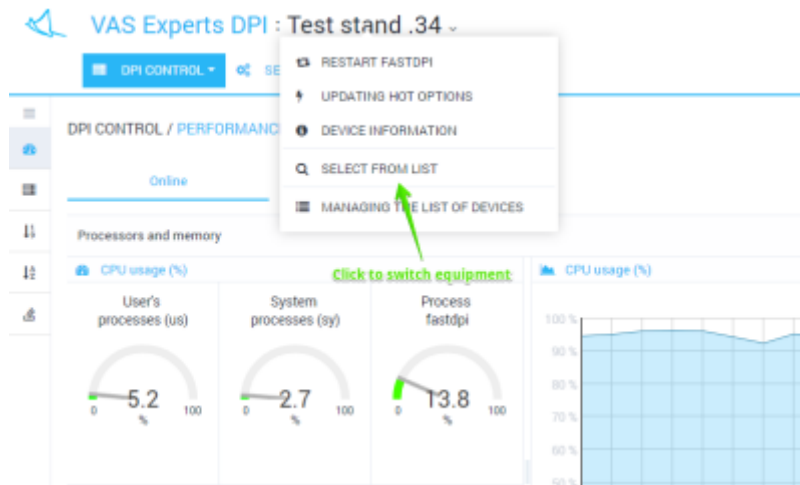 VAS Experts DPI : Test stand .34
DPI CONTROL SE
RESTART FASTDPI
UPDATING HOT OPTIONS
DEVICE INFORMATION
SELECT FROM LIST
MANAGING THE LIST OF DEVICES
DPI CONTROL / PERFORMANC
Online
Processors and memory
Click to switch equipment
CPU usage (%)
CPU usage (%)
User's
processes (us)
System
processes (sy)
Process
fastdpi
5.2
0 100
%
2.7
0 100
%
13.8
0 100
%
100 %
90 %
80 %
70 %
60 %
50 %